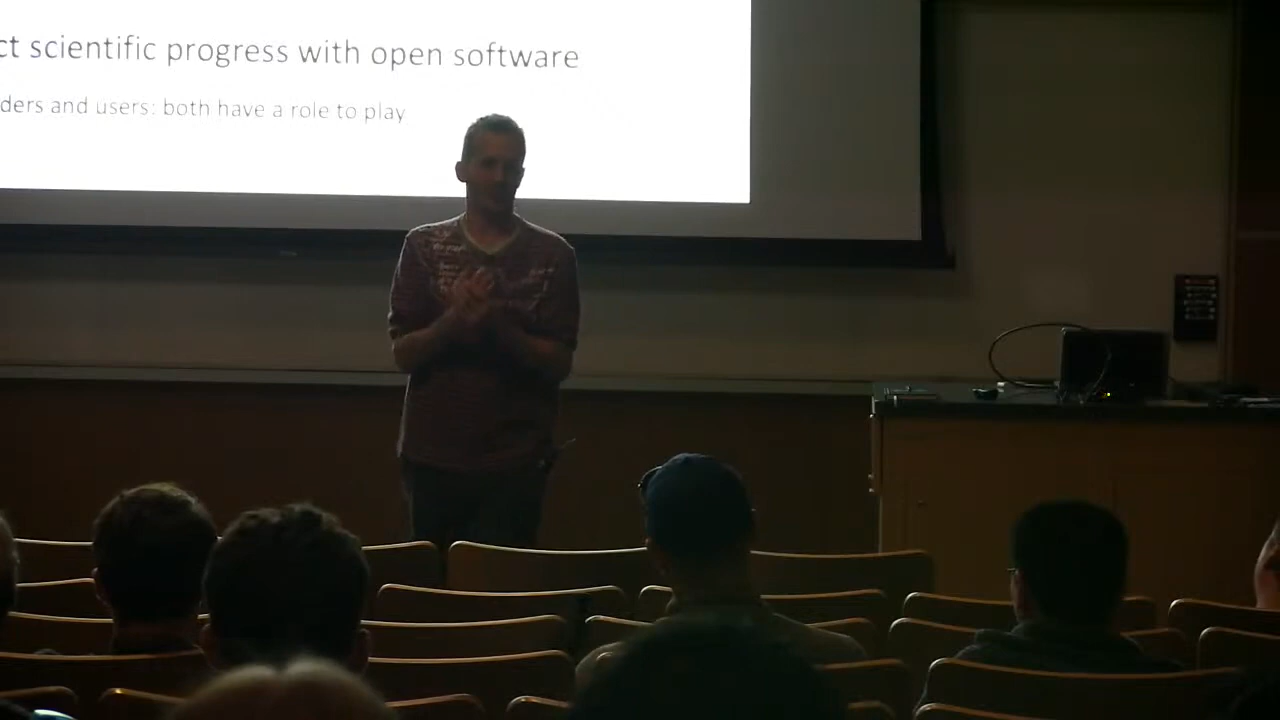 ct scientific progress with open software
ders and users: both have a role to play